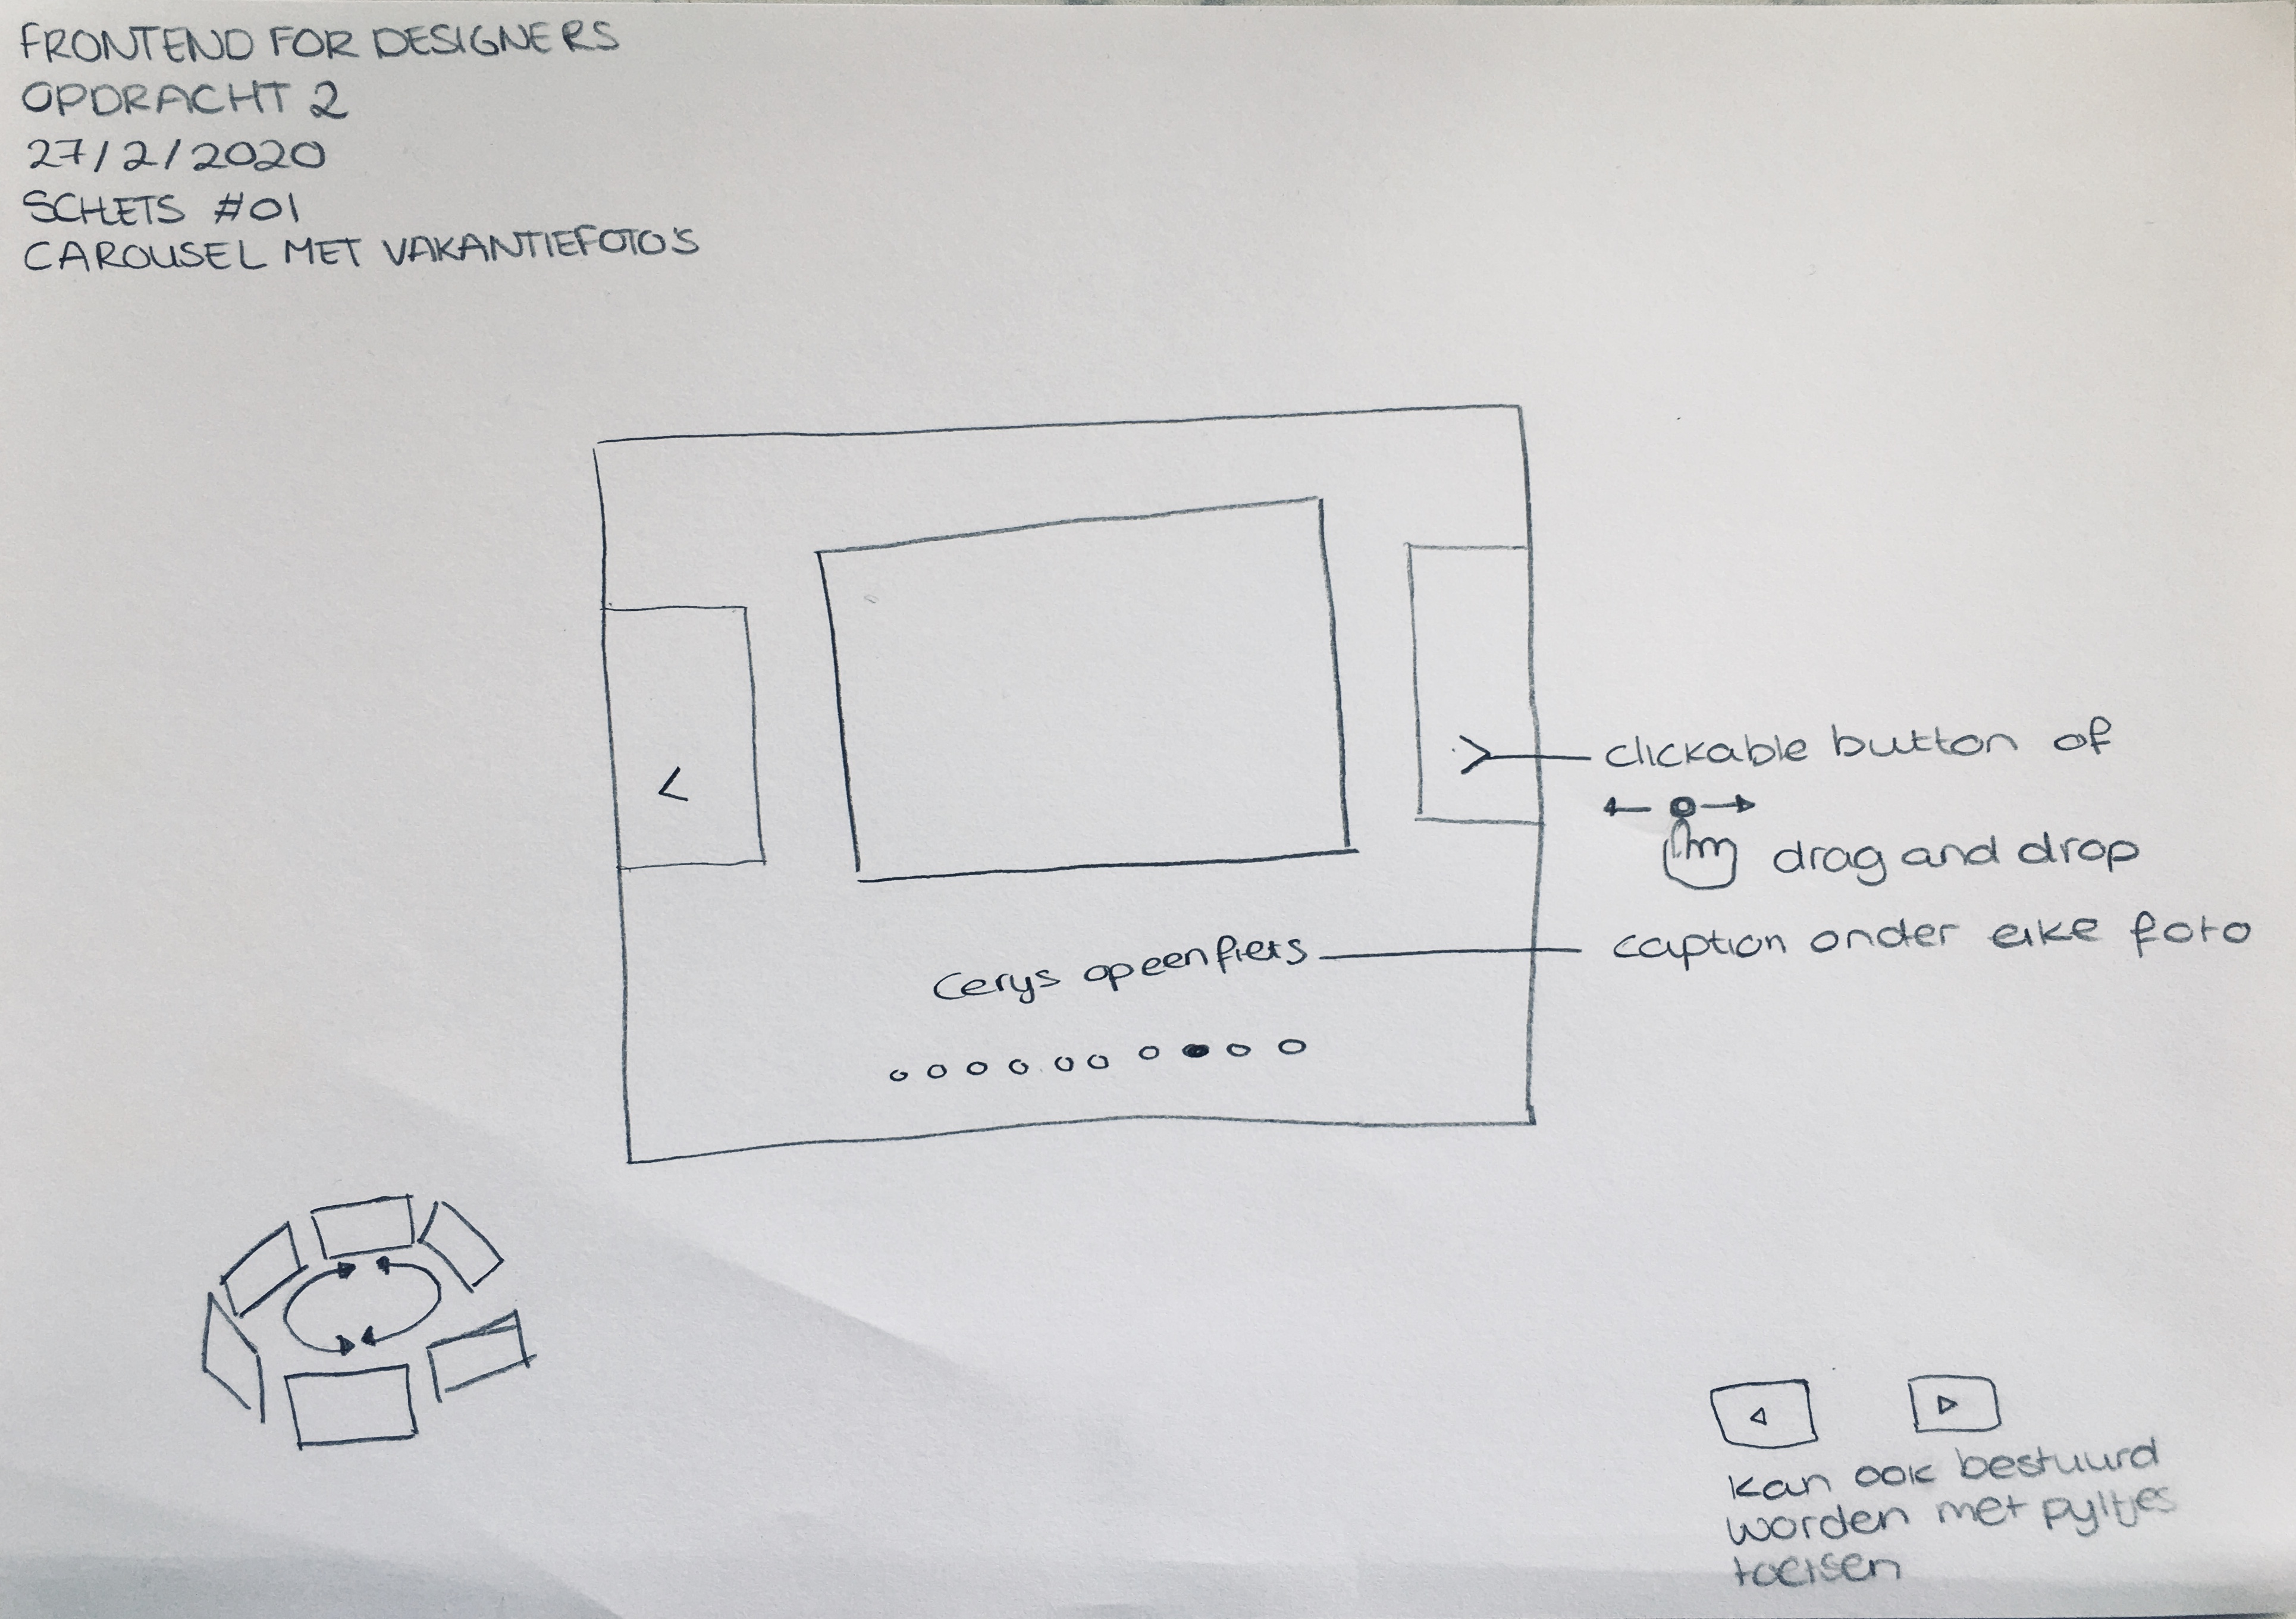 FRONTEND FOR DESIGNERS
OPDRACHT 2
27/2/2020
SCHETS #01
CAROUSEL MET VAKANTIEFOTO'S
<
>
clickable button of
drag and drop
Cerys op een fiets
caption onder elke foto
kan ook bestuurd
worden met pyltjes
toetsen